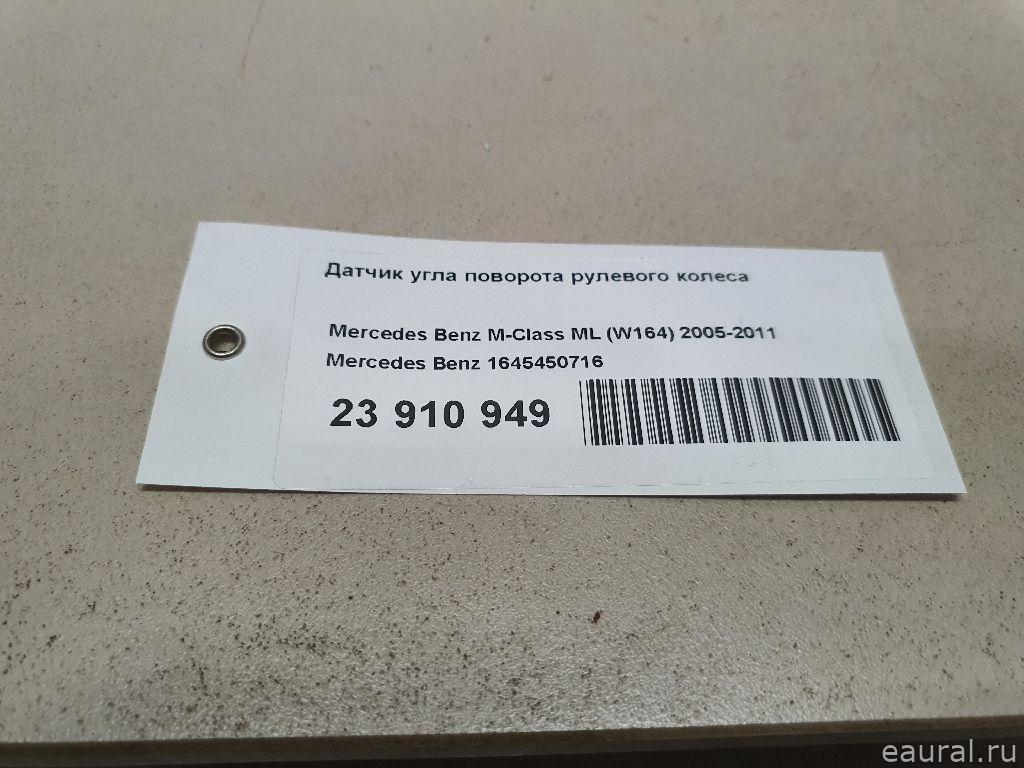 Датчик угла поворота рулевого колеса
Mercedes Benz M-Class ML (W164) 2005-2011
Mercedes Benz 1645450716
23 910 949
eaural.ru